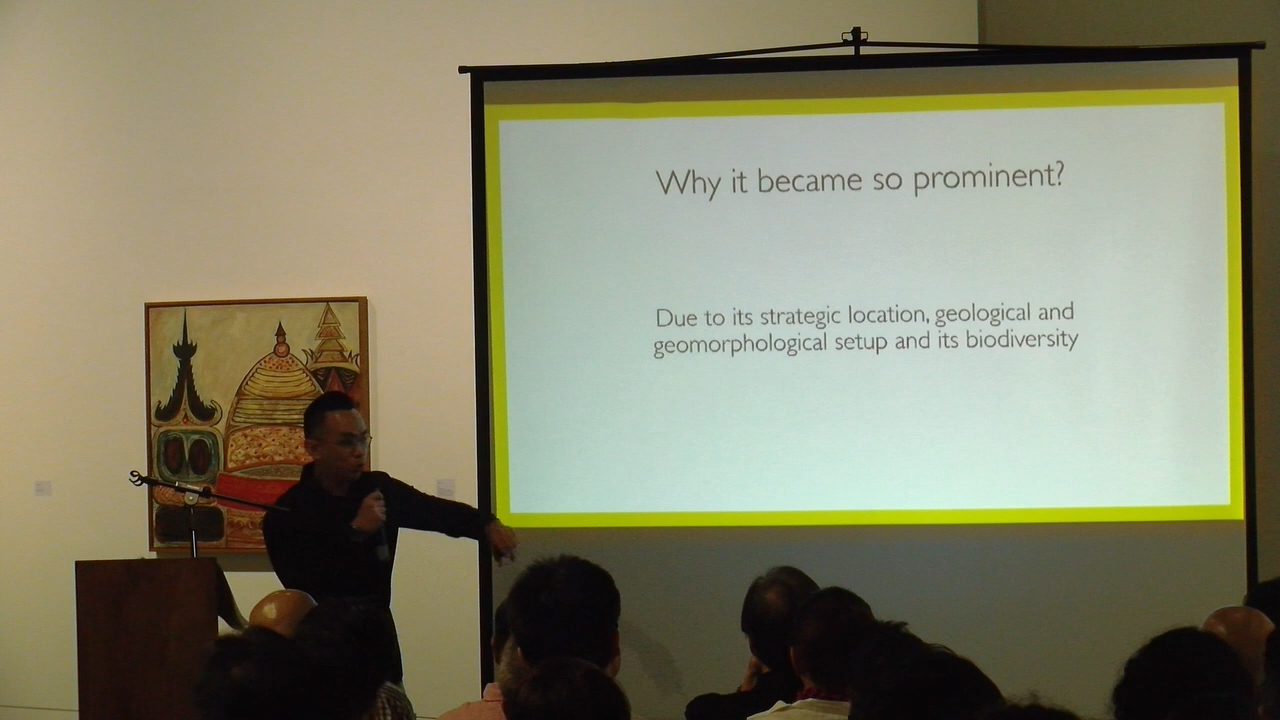 Why it became so prominent?
Due to its strategic location, geological and
geomorphological setup and its biodiversity